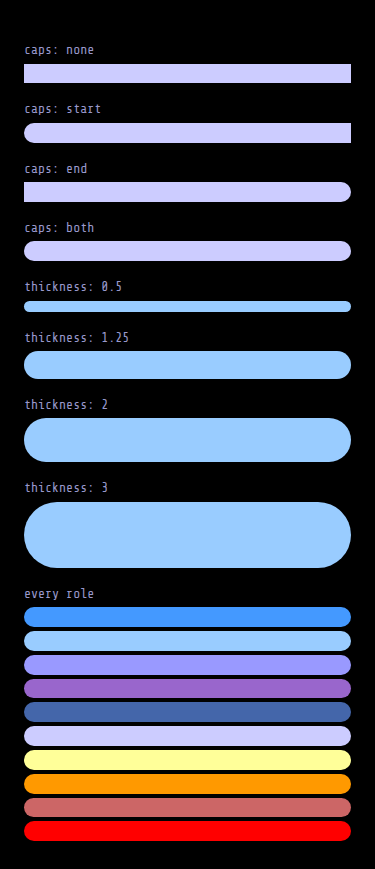 caps: none
caps: start
caps: end
caps: both
thickness: 0.5
thickness: 1.25
thickness: 2
thickness: 3
every role